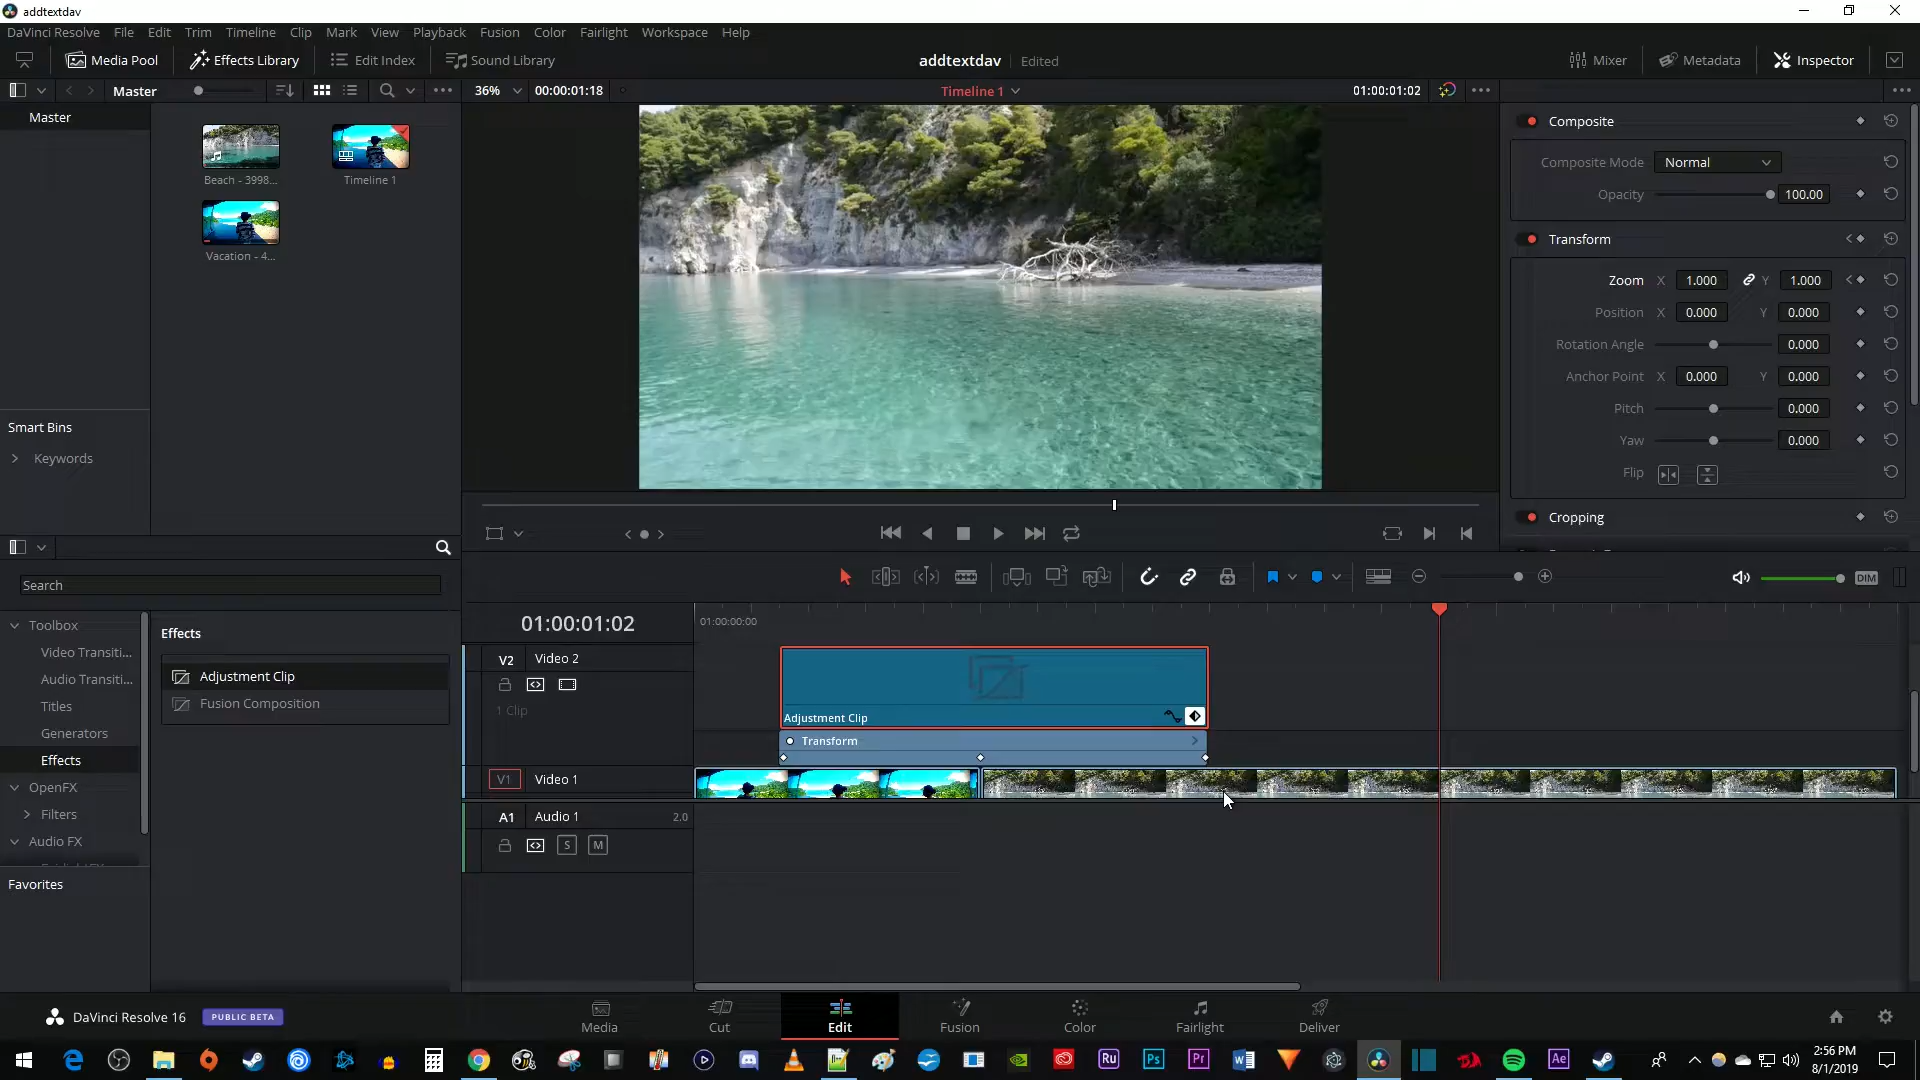 addtextdav
DaVinci Resolve File Edit Trim Timeline Clip Mark View Playback Fusion Color Fairlight Workspace Help
Media Pool Effects Library Edit Index Sound Library addtextdav Edited Mixer Metadata Inspector
Master 36% 00:00:01:18 Timeline 1 01:00:01:02
Master
Beach - 3998...
Timeline 1
Vacation - 4...
Smart Bins
Keywords
Composite
Composite Mode Normal
Opacity 100.00
Transform
Zoom X 1.000 Y 1.000
Position X 0.000 Y 0.000
Rotation Angle 0.000
Anchor Point X 0.000 Y 0.000
Pitch 0.000
Yaw 0.000
Flip
Cropping
Search
Toolbox
Video Transiti...
Audio Transiti...
Titles
Generators
Effects
OpenFX
Filters
Audio FX
Favorites
Effects
Adjustment Clip
Fusion Composition
DIM
01:00:01:02 01:00:00:00
V2 Video 2
1 Clip
Adjustment Clip
Transform
V1 Video 1
A1 Audio 1 2.0
S M
DaVinci Resolve 16 PUBLIC BETA
Media Cut Edit Fusion Color Fairlight Deliver
Ru Ps Pr Ae
2:56 PM
8/1/2019